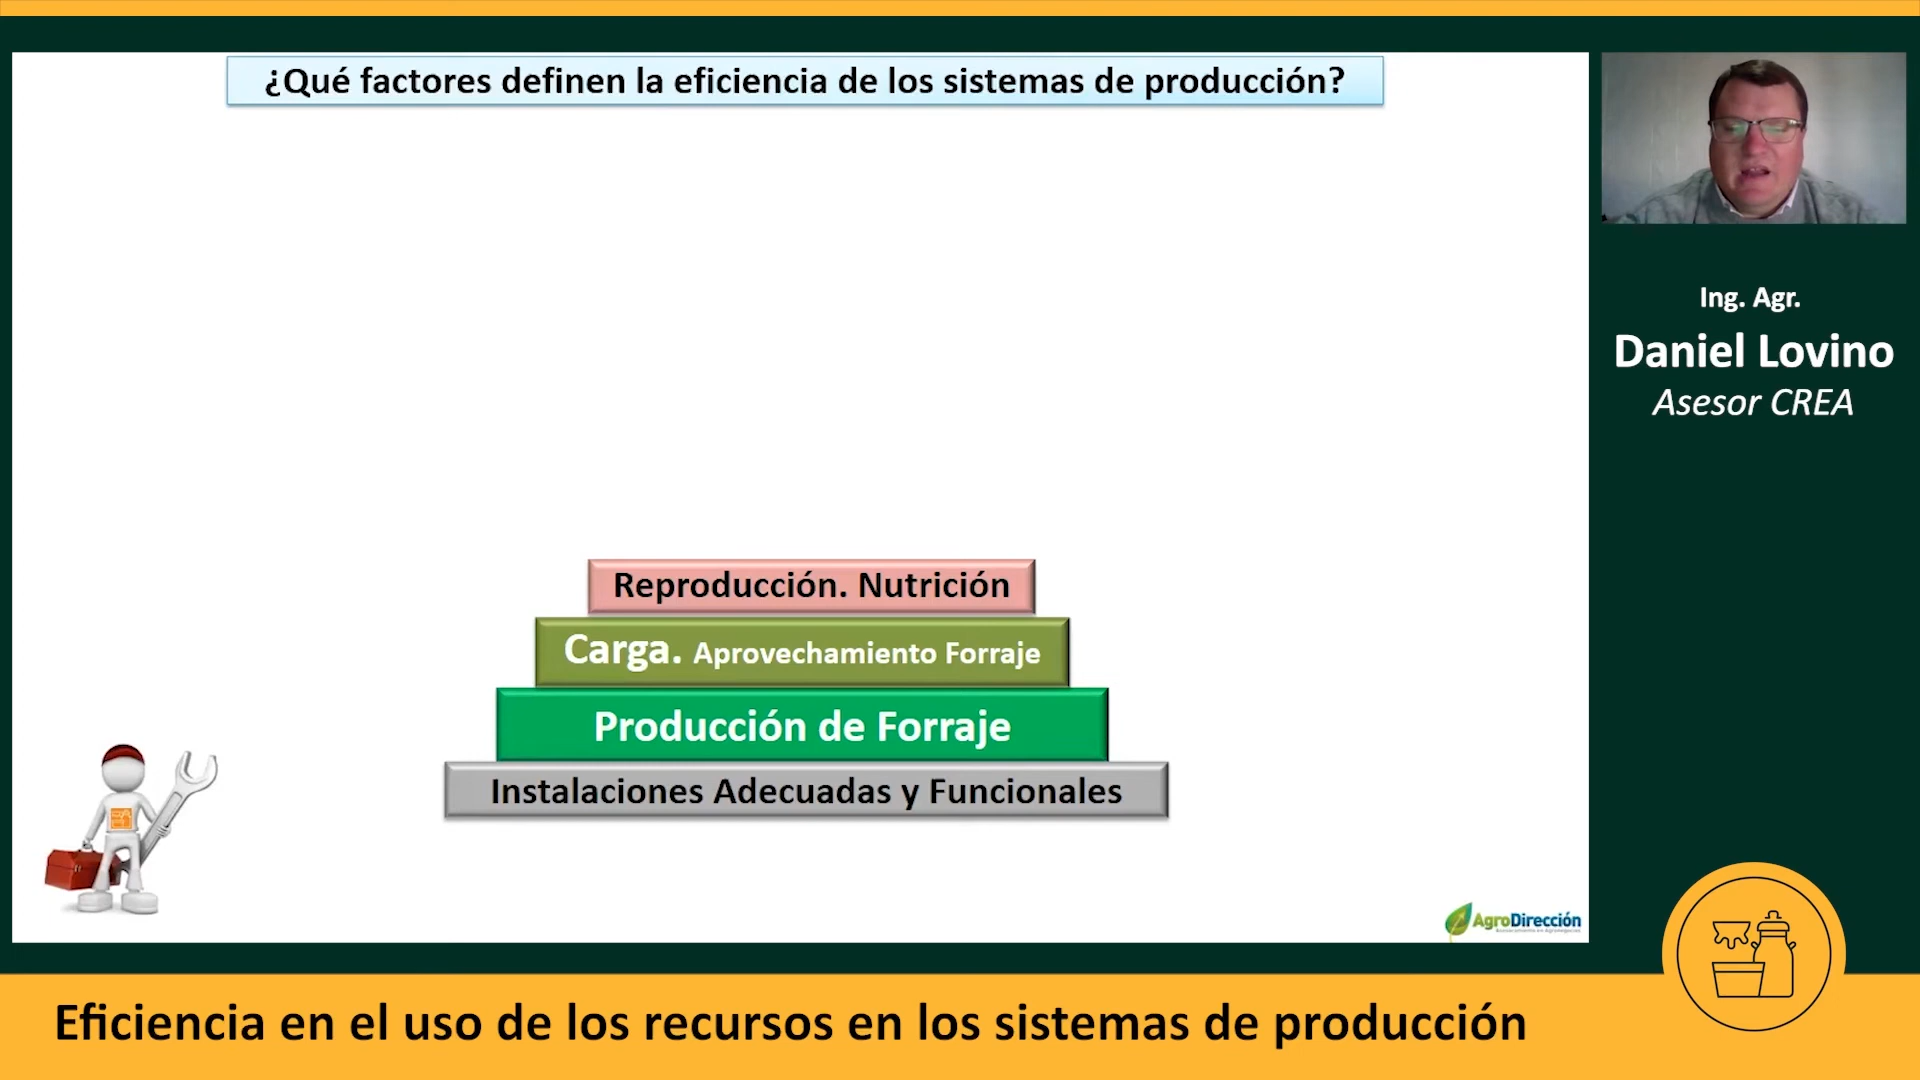 ¿Qué factores definen la eficiencia de los sistemas de producción?
Ing. Agr.
Daniel Lovino
Asesor CREA
Reproducción. Nutrición
Carga. Aprovechamiento Forraje
Producción de Forraje
Instalaciones Adecuadas y Funcionales
AgroDirección
Eficiencia en el uso de los recursos en los sistemas de producción